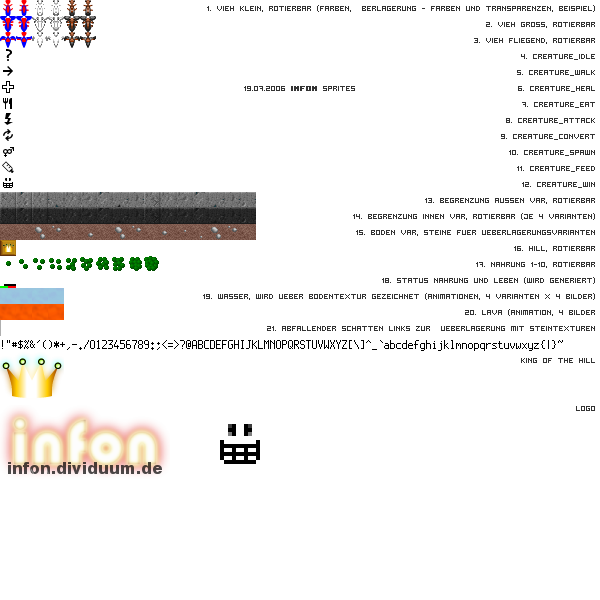 1. VIEH KLEIN, ROTIERBAR (FARBEN,  BERLAGERUNG - FARBEN UND TRANSPARENZEN, BEISPIEL)
2. VIEH GROSS, ROTIERBAR
3. VIEH FLIEGEND, ROTIERBAR
4. CREATURE_IDLE
5. CREATURE_WALK
19.07.2006 INFON SPRITES
6. CREATURE_HEAL
7. CREATURE_EAT
8. CREATURE_ATTACK
9. CREATURE_CONVERT
10. CREATURE_SPAWN
11. CREATURE_FEED
12. CREATURE_WIN
13. BEGRENZUNG AUSSEN VAR, ROTIERBAR
14. BEGRENZUNG INNEN VAR, ROTIERBAR (JE 4 VARIANTEN)
15. BODEN VAR, STEINE FUER UEBERLAGERUNGSVARIANTEN
16. HILL, ROTIERBAR
17. NAHRUNG 1-10, ROTIERBAR
18. STATUS NAHRUNG UND LEBEN (WIRD GENERIERT)
19. WASSER, WIRD UEBER BODENTEXTUR GEZEICHNET (ANIMATIONEN, 4 VARIANTEN X 4 BILDER)
20. LAVA (ANIMATION, 4 BILDER
21. ABFALLENDER SCHATTEN LINKS ZUR  UEBERLAGERUNG MIT STEINTEXTUREN
!"#$%&´()*+,-./0123456789:;<=>?@ABCDEFGHIJKLMNOPQRSTUVWXYZ[\]^_`abcdefghijklmnopqrstuvwxyz{|}~
KING OF THE HILL
LOGO
infon
infon.dividuum.de